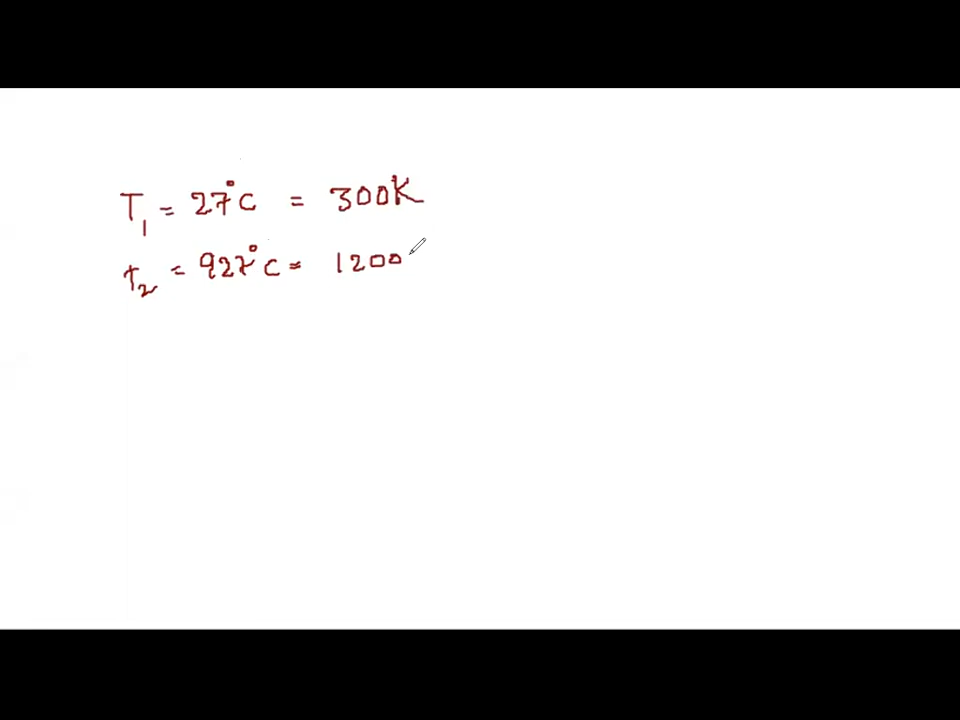 T₁ = 27°C = 300K
T₂ = 927°C = 1200